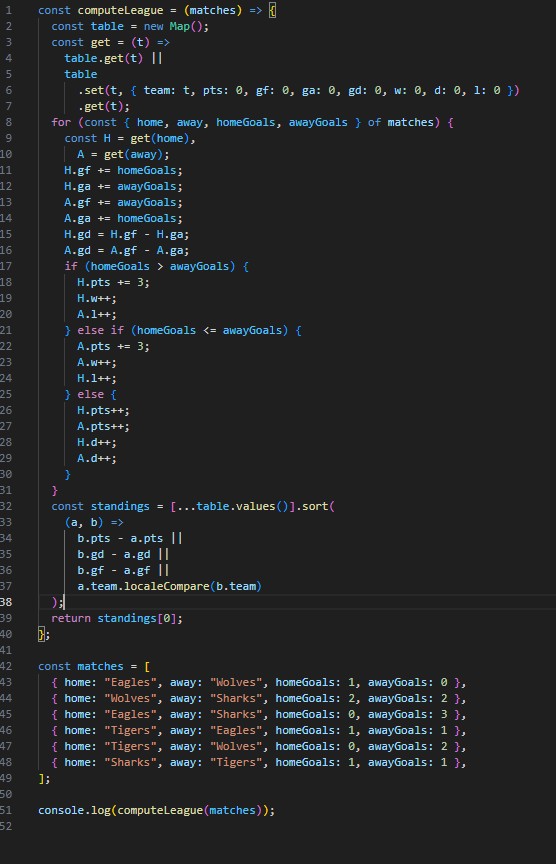 1 const computeLeague = (matches) => {
2   const table = new Map();
3   const get = (t) =>
4     table.get(t) ||
5     table
6       .set(t, { team: t, pts: 0, gf: 0, ga: 0, gd: 0, w: 0, d: 0, l: 0 })
7       .get(t);
8   for (const { home, away, homeGoals, awayGoals } of matches) {
9     const H = get(home),
10       A = get(away);
11     H.gf += homeGoals;
12     H.ga += awayGoals;
13     A.gf += awayGoals;
14     A.ga += homeGoals;
15     H.gd = H.gf - H.ga;
16     A.gd = A.gf - A.ga;
17     if (homeGoals > awayGoals) {
18       H.pts += 3;
19       H.w++;
20       A.l++;
21     } else if (homeGoals <= awayGoals) {
22       A.pts += 3;
23       A.w++;
24       H.l++;
25     } else {
26       H.pts++;
27       A.pts++;
28       H.d++;
29       A.d++;
30     }
31   }
32   const standings = [...table.values()].sort(
33     (a, b) =>
34       b.pts - a.pts ||
35       b.gd - a.gd ||
36       b.gf - a.gf ||
37       a.team.localeCompare(b.team)
38   );
39   return standings[0];
40 };
41
42 const matches = [
43   { home: "Eagles", away: "Wolves", homeGoals: 1, awayGoals: 0 },
44   { home: "Wolves", away: "Sharks", homeGoals: 2, awayGoals: 2 },
45   { home: "Eagles", away: "Sharks", homeGoals: 0, awayGoals: 3 },
46   { home: "Tigers", away: "Eagles", homeGoals: 1, awayGoals: 1 },
47   { home: "Tigers", away: "Wolves", homeGoals: 0, awayGoals: 2 },
48   { home: "Sharks", away: "Tigers", homeGoals: 1, awayGoals: 1 },
49 ];
50
51 console.log(computeLeague(matches));
52